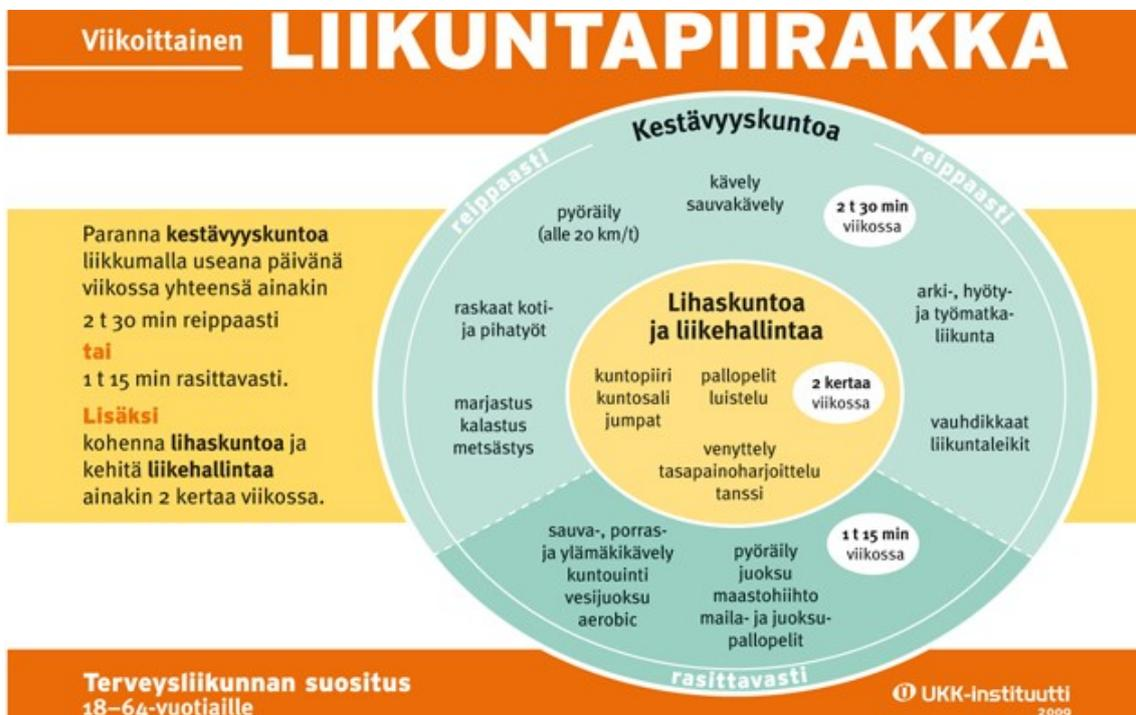 Viikoittainen LIIKUNTAPIIRAKKA
Paranna kestävyyskuntoa
liikkumalla useana päivänä
viikossa yhteensä ainakin
2 t 30 min reippaasti
tai
1 t 15 min rasittavasti.
Lisäksi
kohenna lihaskuntoa ja
kehitä liikehallintaa
ainakin 2 kertaa viikossa.
Kestävyyskuntoa
reippaasti
reippaasti
kävely
sauvakävely
2 t 30 min
viikossa
pyöräily
(alle 20 km/t)
raskaat koti-
ja pihatyöt
marjastus
kalastus
metsästys
arki-, hyöty-
ja työmatka-
liikunta
vauhdikkaat
liikuntaleikit
Lihaskuntoa
ja liikehallintaa
kuntopiiri
kuntosali
jumpat
pallopelit
luistelu
2 kertaa
viikossa
venyttely
tasapainoharjoittelu
tanssi
sauva-, porras-
ja ylämäkikävely
kuntouinti
vesijuoksu
aerobic
pyöräily
juoksu
maastohiihto
maila- ja juoksu-
pallopelit
1 t 15 min
viikossa
rasittavasti
Terveysliikunnan suositus
18–64-vuotiaille
UKK-instituutti
2009